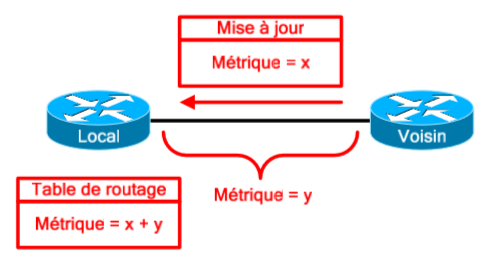 Mise à jour
Métrique = x
Local
Voisin
Table de routage
Métrique = x + y
Métrique = y